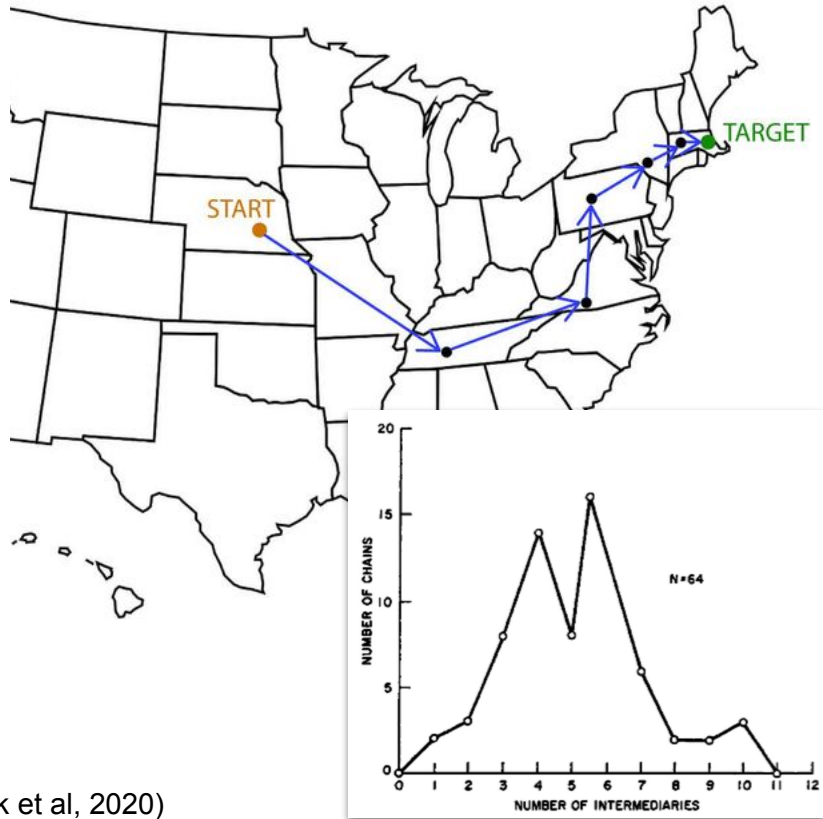 TARGET
START
20
15
10
5
0
NUMBER OF CHAINS
N=64
0 1 2 3 4 5 6 7 8 9 10 11 12
NUMBER OF INTERMEDIARIES
k et al, 2020)